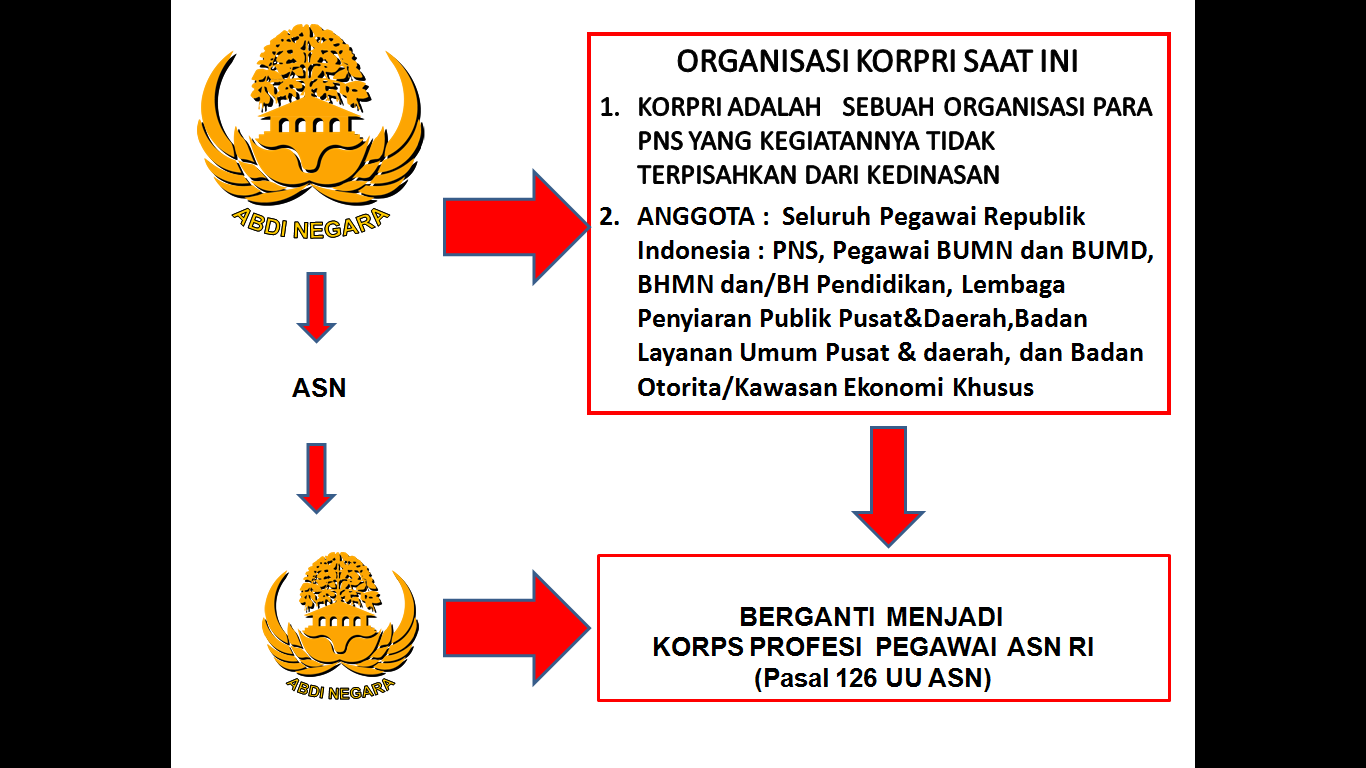 ABDI NEGARA
ORGANISASI KORPRI SAAT INI
1. KORPRI ADALAH SEBUAH ORGANISASI PARA
PNS YANG KEGIATANNYA TIDAK
TERPISAHKAN DARI KEDINASAN
2. ANGGOTA : Seluruh Pegawai Republik
Indonesia : PNS, Pegawai BUMN dan BUMD,
BHMN dan/BH Pendidikan, Lembaga
Penyiaran Publik Pusat&Daerah,Badan
Layanan Umum Pusat & daerah, dan Badan
Otorita/Kawasan Ekonomi Khusus
ASN
ABDI NEGARA
BERGANTI MENJADI
KORPS PROFESI PEGAWAI ASN RI
(Pasal 126 UU ASN)